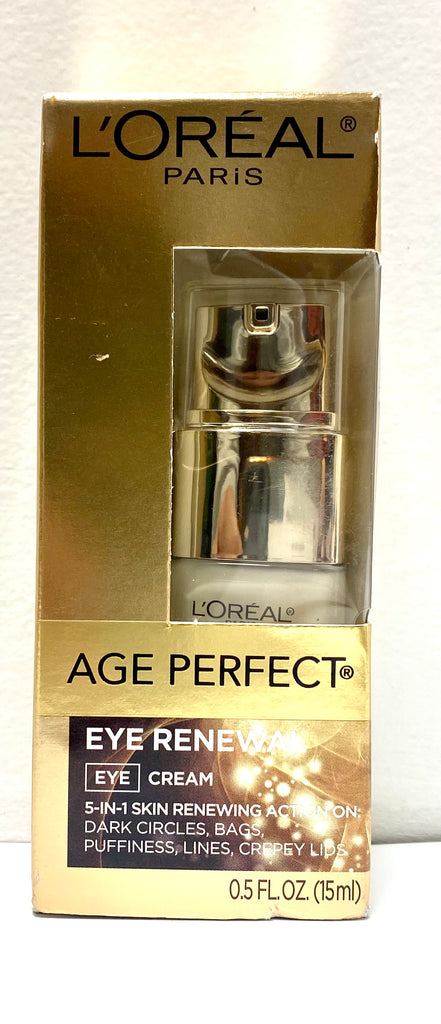 L'ORÉAL®
PARiS
L'ORÉAL®
AGE PERFECT®
EYE RENEWAL
EYE CREAM
5-IN-1 SKIN RENEWING ACTION ON:
DARK CIRCLES, BAGS,
PUFFINESS, LINES, CREPEY LIDS
0.5 FL. OZ. (15ml)